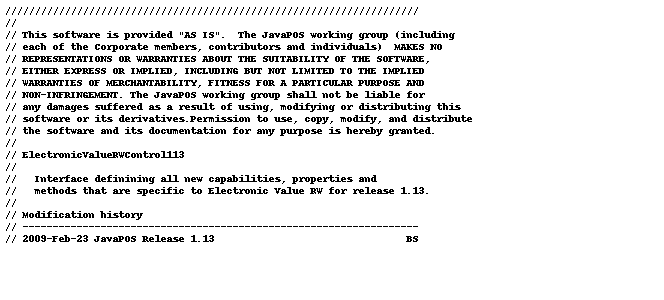 //////////////////////////////////////////////////////////////////////
//
// This software is provided "AS IS".  The JavaPOS working group (including
// each of the Corporate members, contributors and individuals)  MAKES NO
// REPRESENTATIONS OR WARRANTIES ABOUT THE SUITABILITY OF THE SOFTWARE,
// EITHER EXPRESS OR IMPLIED, INCLUDING BUT NOT LIMITED TO THE IMPLIED
// WARRANTIES OF MERCHANTABILITY, FITNESS FOR A PARTICULAR PURPOSE AND
// NON-INFRINGEMENT. The JavaPOS working group shall not be liable for
// any damages suffered as a result of using, modifying or distributing this
// software or its derivatives.Permission to use, copy, modify, and distribute
// the software and its documentation for any purpose is hereby granted.
//
// ElectronicValueRWControl113
//
//   Interface definining all new capabilities, properties and
//   methods that are specific to Electronic Value RW for release 1.13.
//
// Modification history
// ------------------------------------------------------------------
// 2009-Feb-23 JavaPOS Release 1.13                                BS